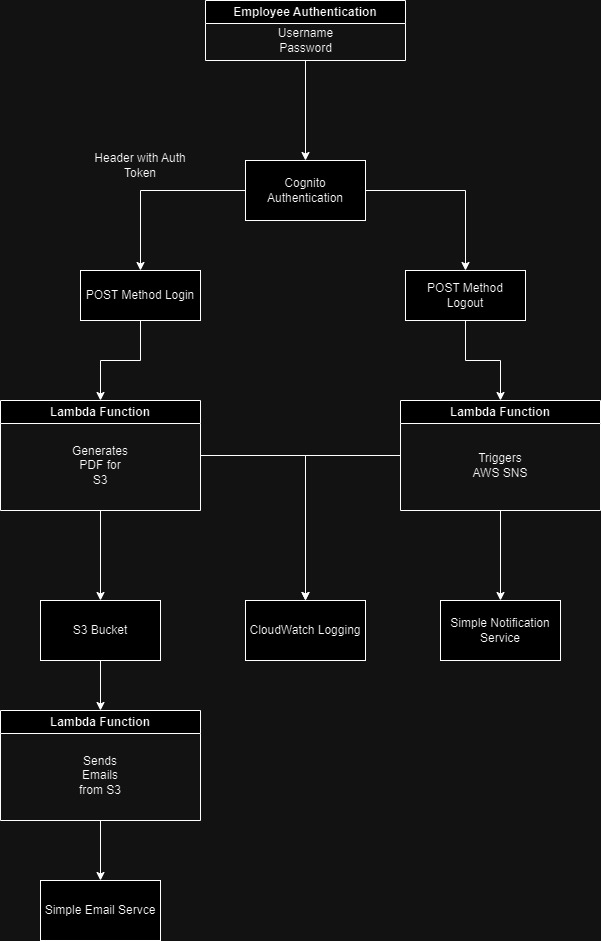 Employee Authentication
Username
Password
Header with Auth
Token
Cognito
Authentication
POST Method Login
POST Method
Logout
Lambda Function
Generates
PDF for
S3
Lambda Function
Triggers
AWS SNS
S3 Bucket
CloudWatch Logging
Simple Notification
Service
Lambda Function
Sends
Emails
from S3
Simple Email Servce